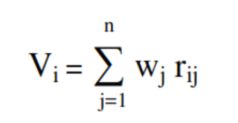 n
Vi = ∑ wj rij
j=1